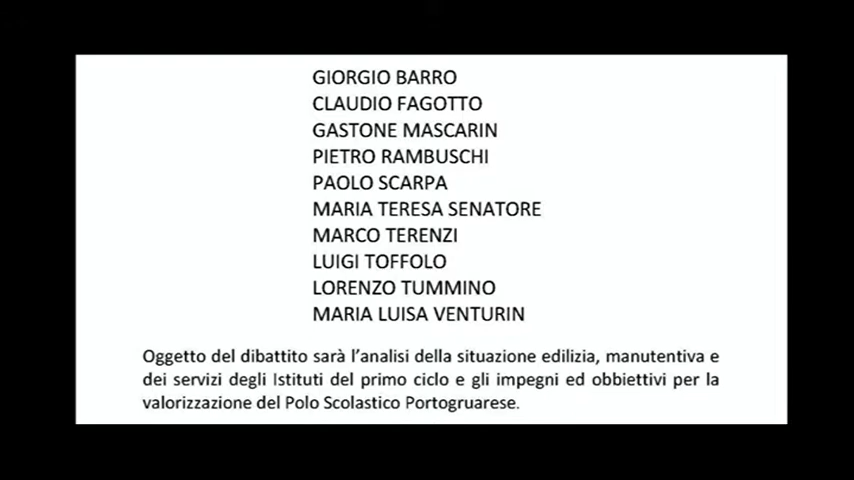 GIORGIO BARRO
CLAUDIO FAGOTTO
GASTONE MASCARIN
PIETRO RAMBUSCHI
PAOLO SCARPA
MARIA TERESA SENATORE
MARCO TERENZI
LUIGI TOFFOLO
LORENZO TUMMINO
MARIA LUISA VENTURIN
Oggetto del dibattito sarà l'analisi della situazione edilizia, manutentiva e
dei servizi degli Istituti del primo ciclo e gli impegni ed obbiettivi per la
valorizzazione del Polo Scolastico Portogruarese.